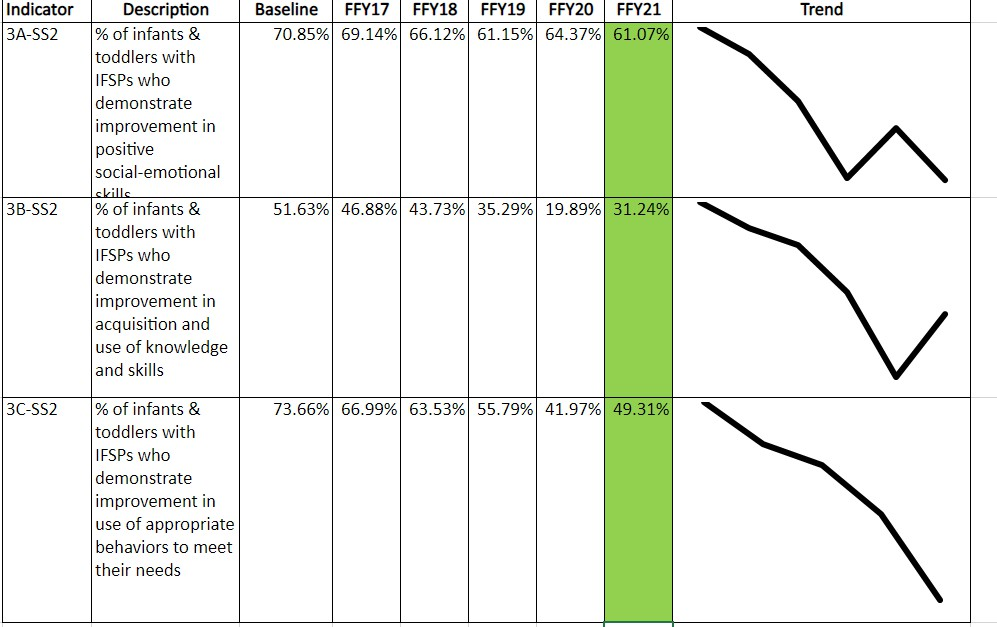 Indicator Description Baseline FFY17 FFY18 FFY19 FFY20 FFY21 Trend
3A-SS2 % of infants & 70.85% 69.14% 66.12% 61.15% 64.37% 61.07%
toddlers with
IFSPs who
demonstrate
improvement in
positive
social-emotional
skills
3B-SS2 % of infants & 51.63% 46.88% 43.73% 35.29% 19.89% 31.24%
toddlers with
IFSPs who
demonstrate
improvement in
acquisition and
use of knowledge
and skills
3C-SS2 % of infants & 73.66% 66.99% 63.53% 55.79% 41.97% 49.31%
toddlers with
IFSPs who
demonstrate
improvement in
use of appropriate
behaviors to meet
their needs